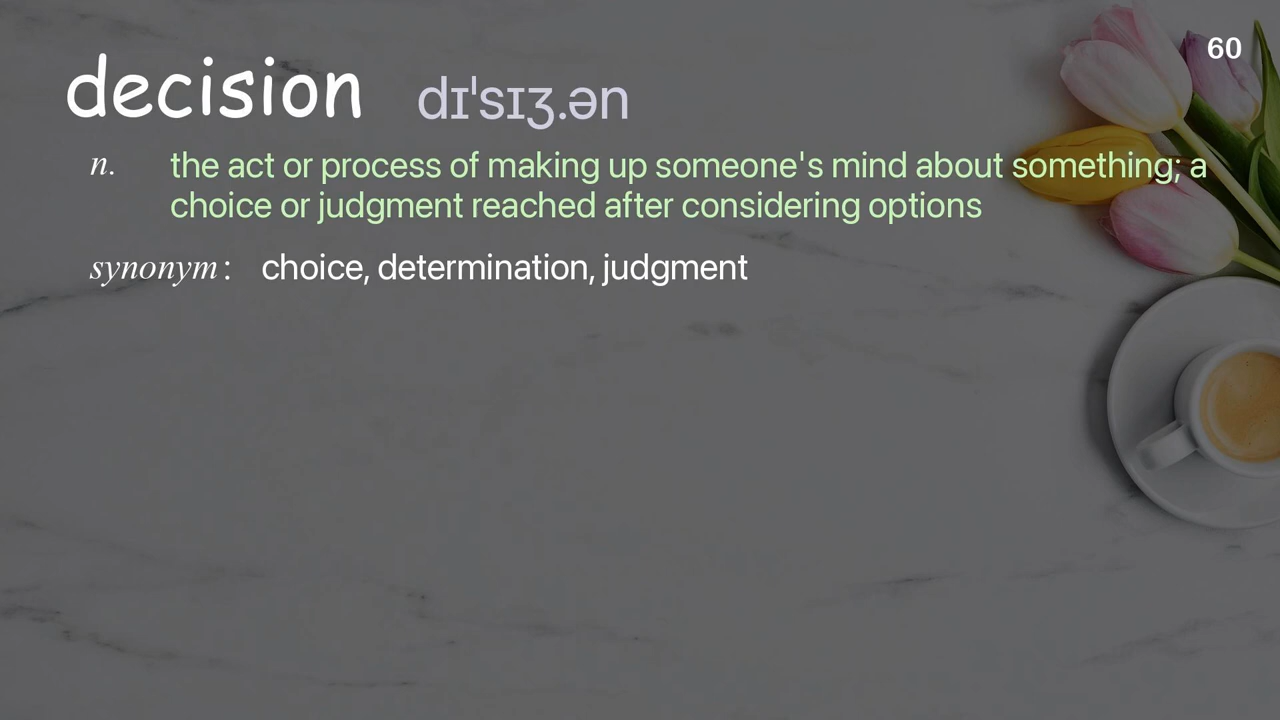 60
decision dɪˈsɪʒ.ən
n. the act or process of making up someone's mind about something; a
choice or judgment reached after considering options
synonym: choice, determination, judgment